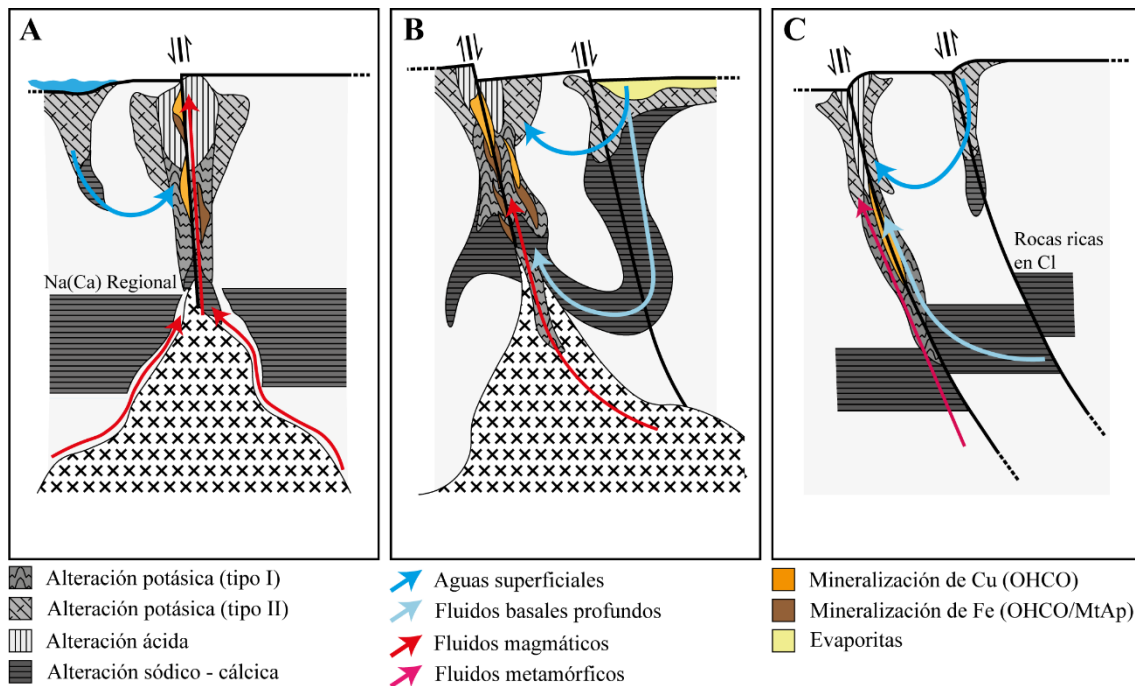 A
B
C
Na(Ca) Regional
Rocas ricas
en Cl
Alteración potásica (tipo I)
Alteración potásica (tipo II)
Alteración ácida
Alteración sódico - cálcica
Aguas superficiales
Fluidos basales profundos
Fluidos magmáticos
Fluidos metamórficos
Mineralización de Cu (OHCO)
Mineralización de Fe (OHCO/MtAp)
Evaporitas